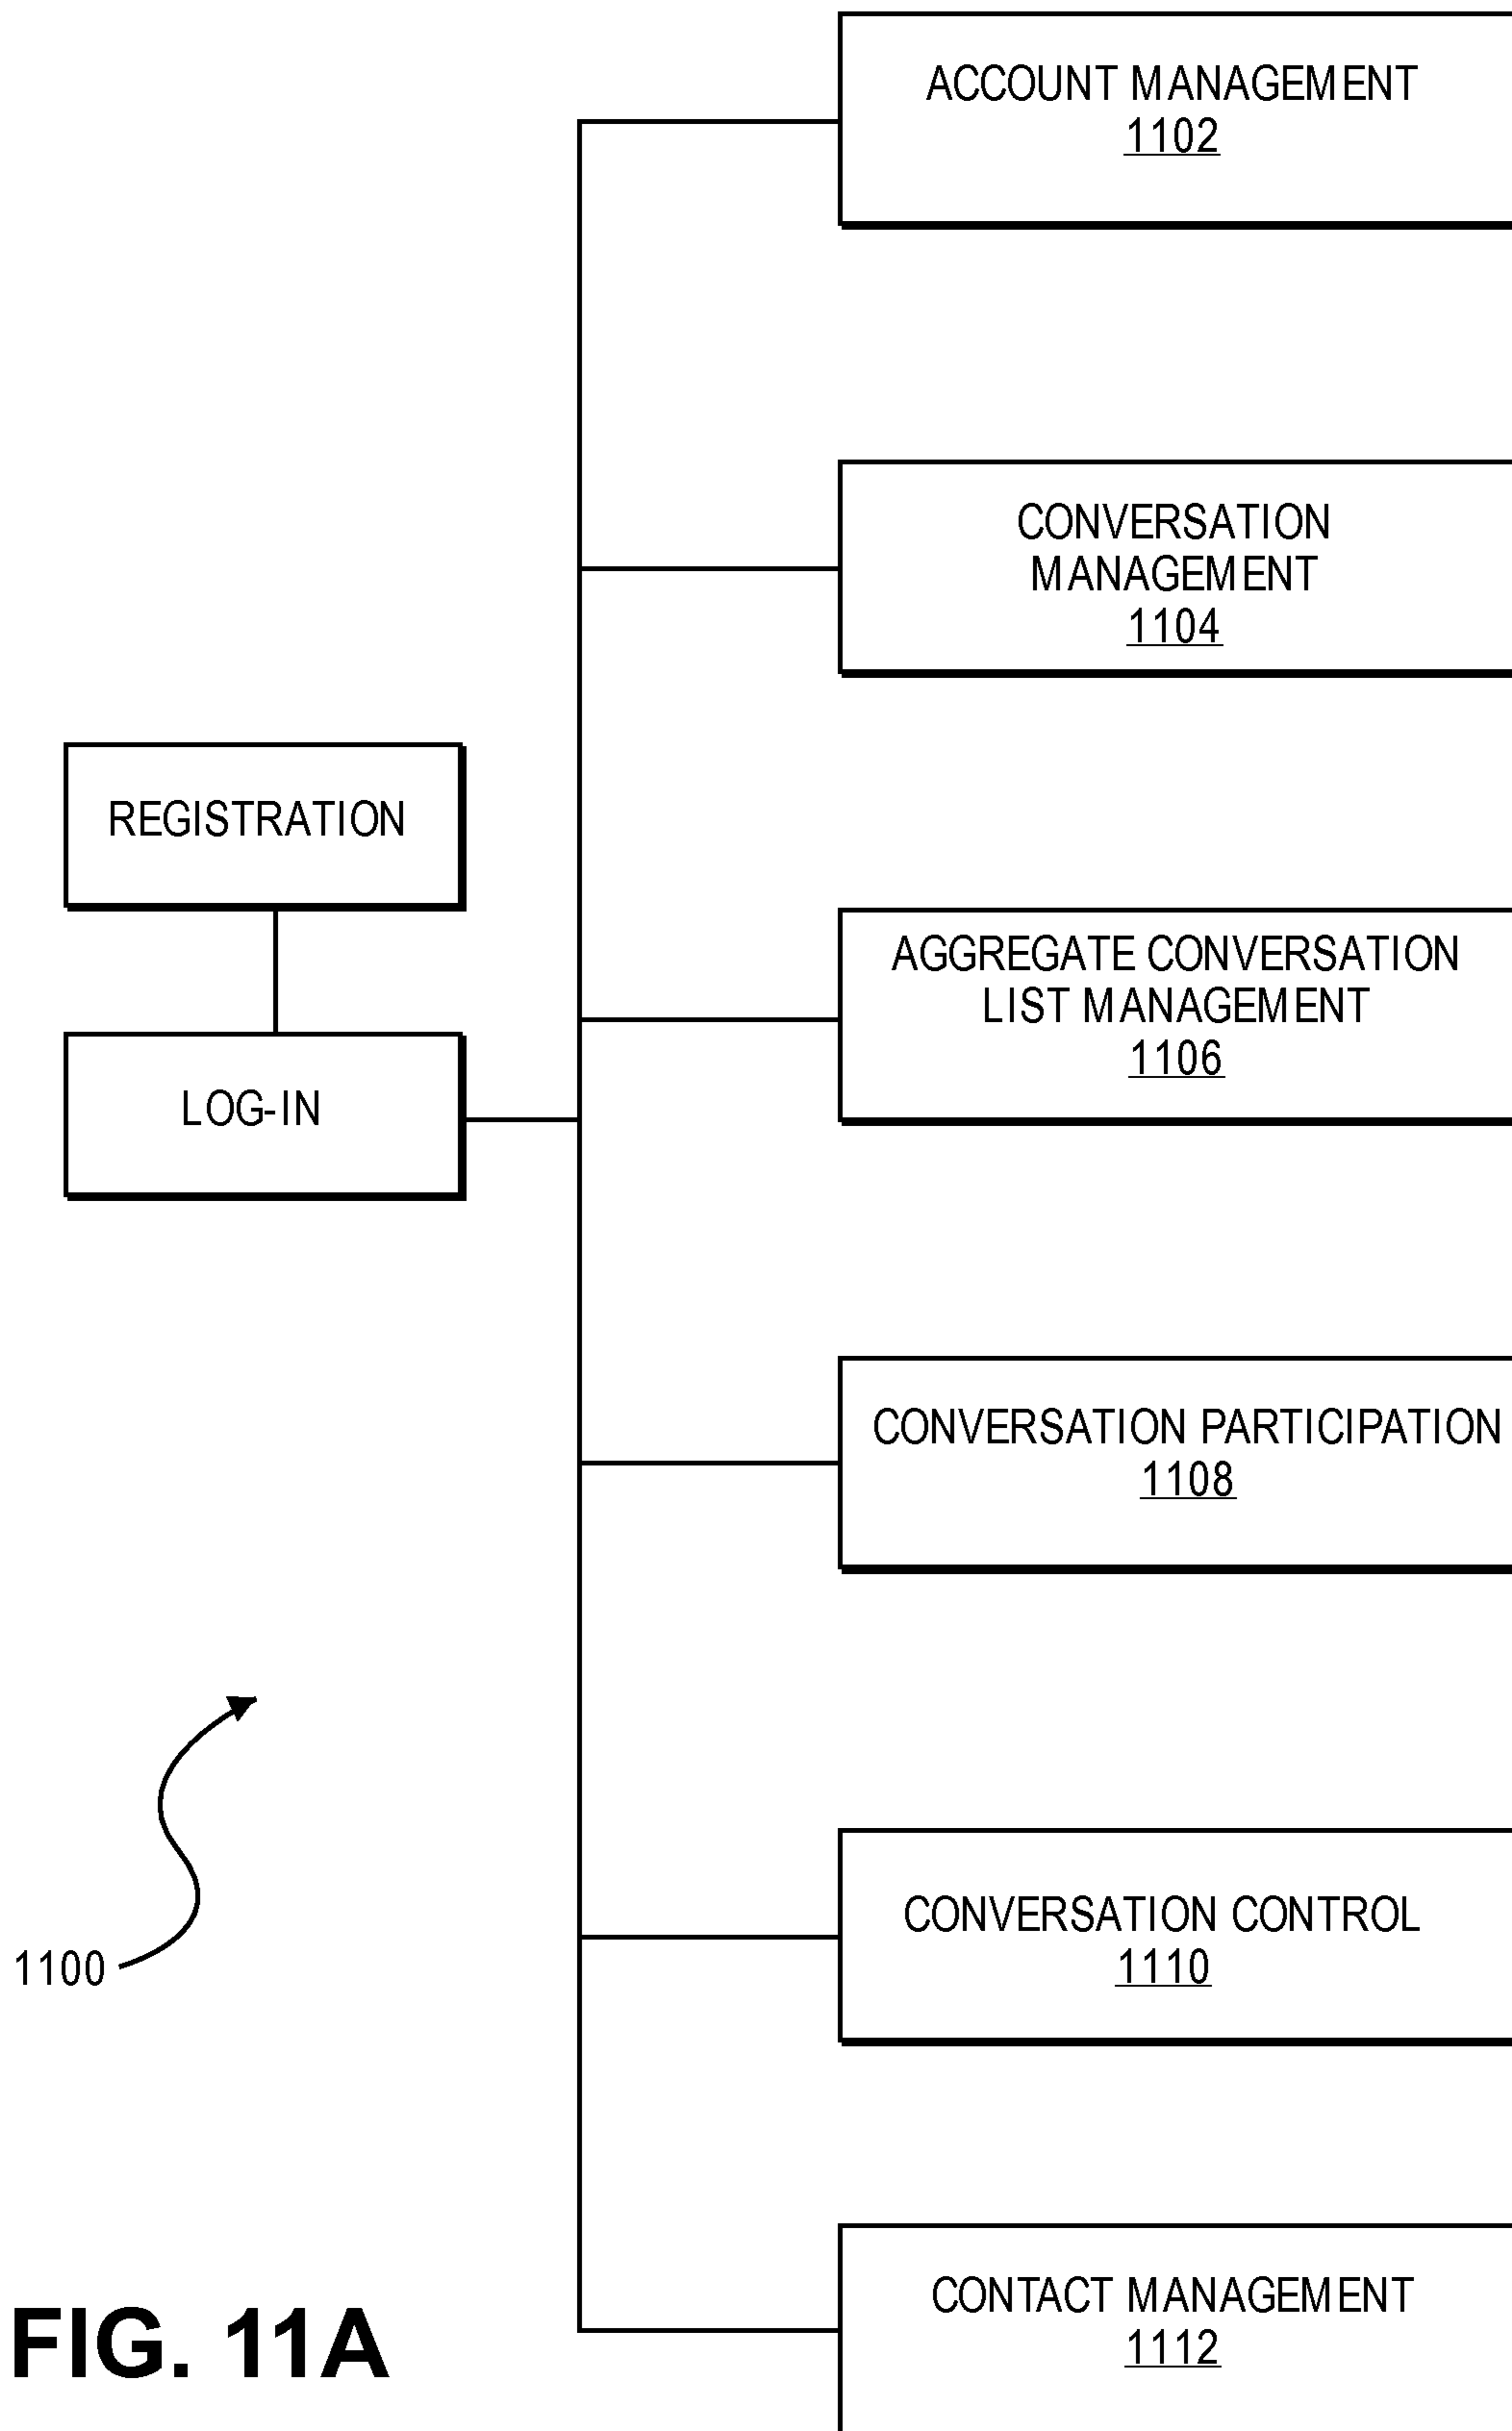 ACCOUNT MANAGEMENT
1102
CONVERSATION
MANAGEMENT
1104
REGISTRATION
AGGREGATE CONVERSATION
LIST MANAGEMENT
1106
LOG-IN
CONVERSATION PARTICIPATION
1108
CONVERSATION CONTROL
1110
1100
CONTACT MANAGEMENT
1112
FIG. 11A